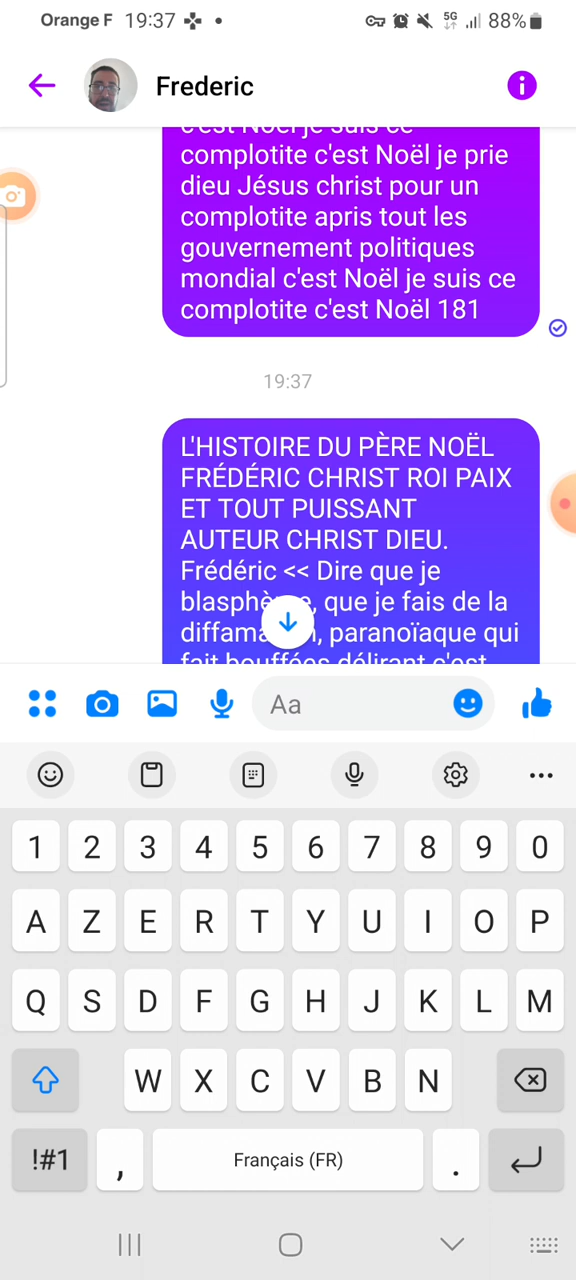 Orange F 19:37
5G 88%
Frederic
c'est Noël je suis ce
complotite c'est Noël je prie
dieu Jésus christ pour un
complotite apris tout les
gouvernement politiques
mondial c'est Noël je suis ce
complotite c'est Noël 181
19:37
L'HISTOIRE DU PÈRE NOËL
FRÉDÉRIC CHRIST ROI PAIX
ET TOUT PUISSANT
AUTEUR CHRIST DIEU.
Frédéric << Dire que je
que je fais de la
paranoïaque qui
fait bouffées délirant c'est
Aa
1 2 3 4 5 6 7 8 9 0
A Z E R T Y U I O P
Q S D F G H J K L M
W X C V B N
!#1 , Français (FR) .